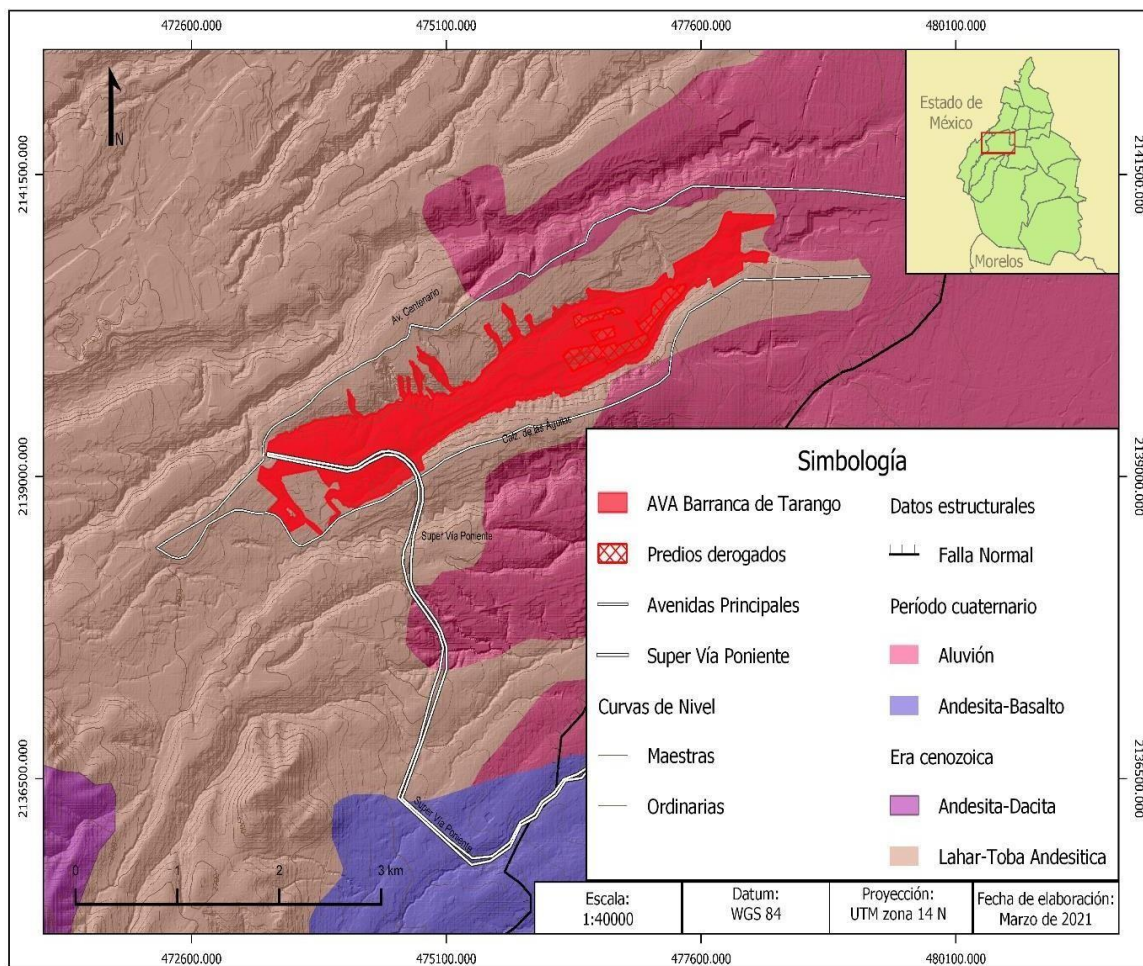 472600.000
475100.000
477600.000
480100.000
N
Estado de
México
Morelos
2141500.000
2141500.000
Av. Centenario
Calz. de las Águilas
2139000.000
2139000.000
Super Vía Poniente
Simbología
AVA Barranca de Tarango
Predios derogados
Avenidas Principales
Super Vía Poniente
Curvas de Nivel
Maestras
Ordinarias
Datos estructurales
Falla Normal
Período cuaternario
Aluvión
Andesita-Basalto
Era cenozoica
Andesita-Dacita
Lahar-Toba Andesitica
2136500.000
2136500.000
Super Vía Poniente
0
1
2
3 km
Escala:
1:40000
Datum:
WGS 84
Proyección:
UTM zona 14 N
Fecha de elaboración:
Marzo de 2021
472600.000
475100.000
477600.000
480100.000